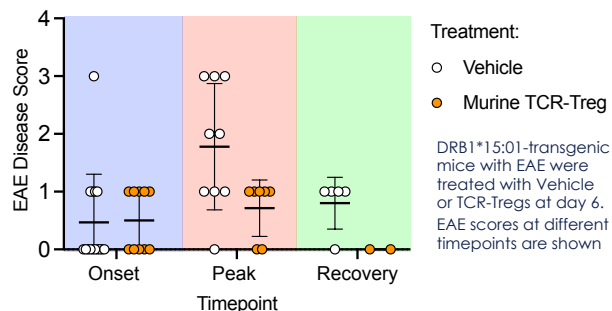 4
3
2
1
0
EAE Disease Score
Onset
Peak
Recovery
Timepoint
Treatment:
Vehicle
Murine TCR-Treg
DRB1*15:01-transgenic
mice with EAE were
treated with Vehicle
or TCR-Tregs at day 6.
EAE scores at different
timepoints are shown